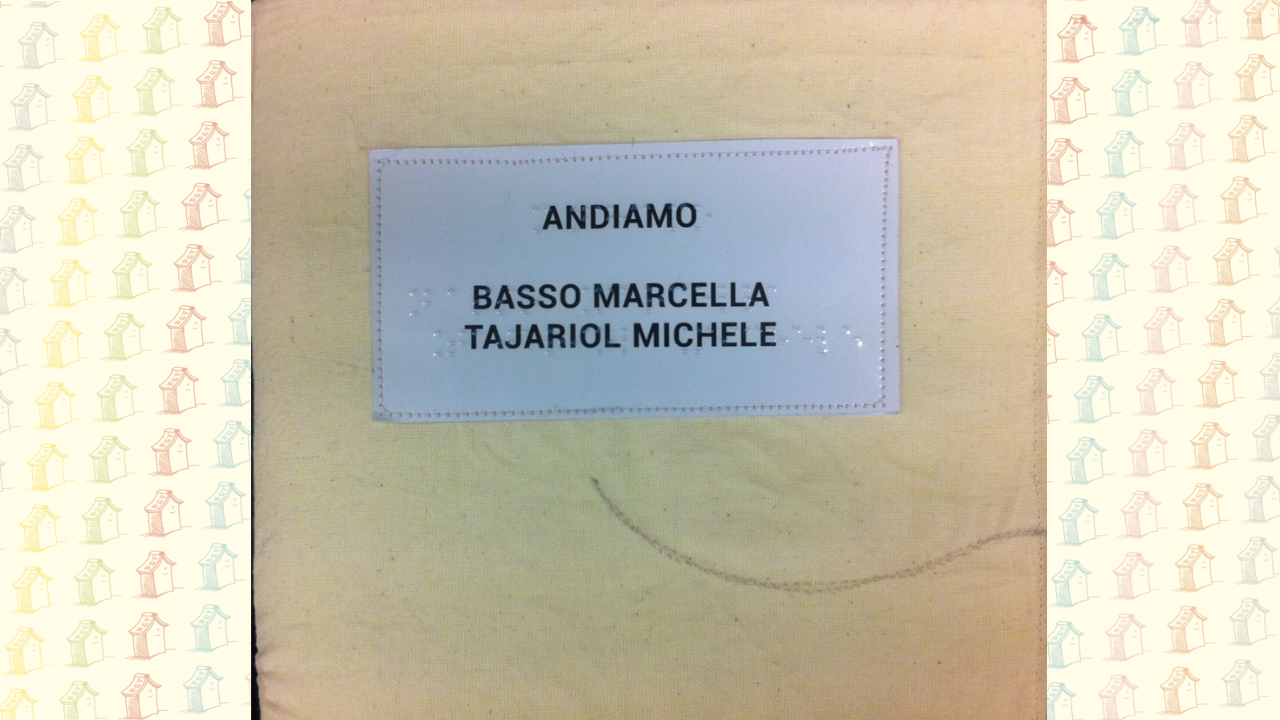 ANDIAMO
BASSO MARCELLA
TAJARIOL MICHELE